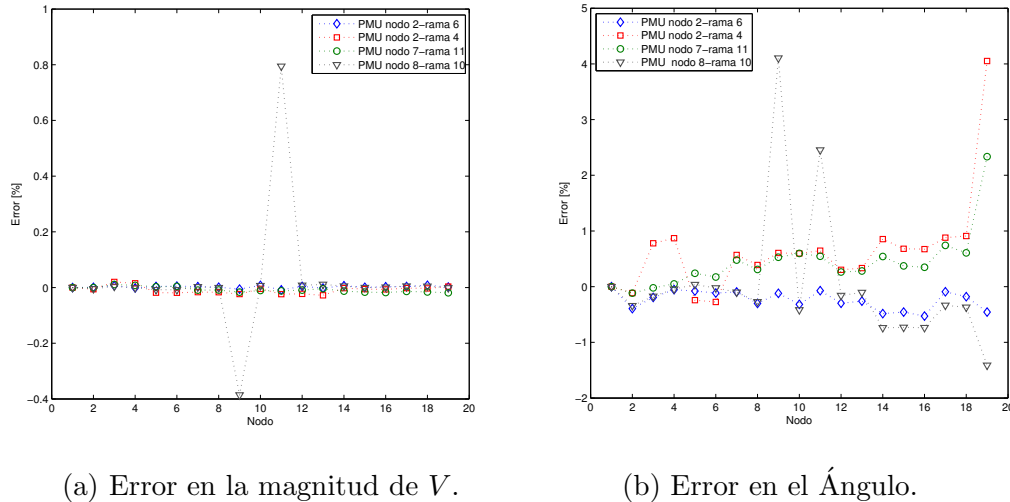 1
0.8
0.6
0.4
0.2
0
−0.2
−0.4
Error [%]
0 2 4 6 8 10 12 14 16 18 20
Nodo
PMU nodo 2−rama 6
PMU nodo 2−rama 4
PMU nodo 7−rama 11
PMU nodo 8−rama 10
(a) Error en la magnitud de V.
5
4
3
2
1
0
−1
−2
Error [%]
0 2 4 6 8 10 12 14 16 18 20
Nodo
PMU nodo 2−rama 6
PMU nodo 2−rama 4
PMU nodo 7−rama 11
PMU nodo 8−rama 10
(b) Error en el Ángulo.